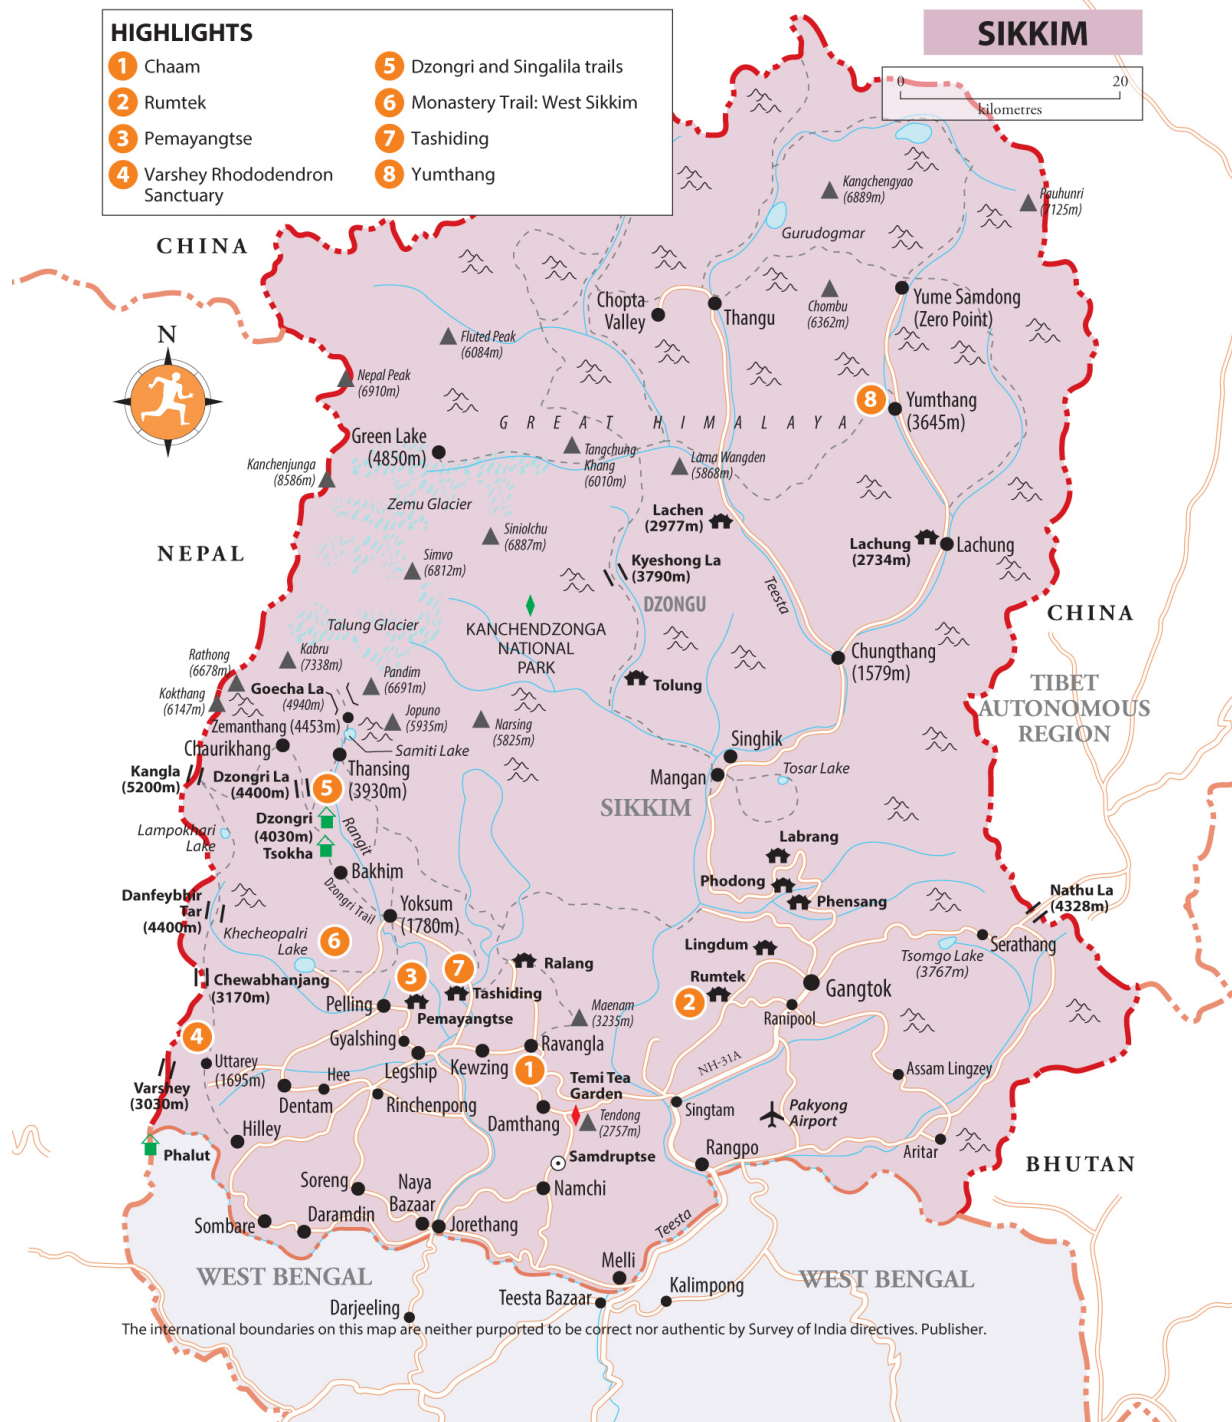 HIGHLIGHTS
1 Chaam
2 Rumtek
3 Pemayangtse
4 Varshey Rhododendron
Sanctuary
5 Dzongri and Singalila trails
6 Monastery Trail: West Sikkim
7 Tashiding
8 Yumthang
SIKKIM
0 20
kilometres
CHINA
N
Kangchengyao
(6889m)
Pauhunri
(7125m)
Gurudogmar
Chopta
Valley
Thangu
Chombu
(6362m)
Yume Samdong
(Zero Point)
Fluted Peak
(6084m)
Nepal Peak
(6910m)
8
Yumthang
(3645m)
GREAT HIMALAYA
Green Lake
(4850m)
Tangchung
Khang
(6010m)
Lama Wangden
(5868m)
Kanchenjunga
(8586m)
Zemu Glacier
Lachen
(2977m)
Siniolchu
(6887m)
NEPAL
Simvo
(6812m)
Kyeshong La
(3790m)
Lachung
(2734m)
Lachung
DZONGU
Teesta
CHINA
KANCHENDZONGA
NATIONAL
PARK
Talung Glacier
Kabru
(7338m)
Rathong
(6678m)
Pandim
(6691m)
Chungthang
(1579m)
Tolung
TIBET
AUTONOMOUS
REGION
Kokthang
(6147m)
Goecha La
(4940m)
Jopuno
(5935m)
Narsing
(5825m)
Zemanthang (4453m)
Chaurikhang
Samiti Lake
Singhik
Mangan
Tosar Lake
Kangla
(5200m)
Dzongri La
(4400m)
5
Thansing
(3930m)
SIKKIM
Dzongri
(4030m)
Tsokha
Rangit
Lampokhari
Lake
Labrang
Bakhim
Dzongri Trail
Phodong
Phensang
Danfeybhir
Tar
(4400m)
Yoksum
(1780m)
Nathu La
(4328m)
Khecheopalri
Lake
6
Lingdum
Serathang
Tsomgo Lake
(3767m)
Chewabhanjang
(3170m)
3
7
Ralang
Tashiding
Rumtek
2
Gangtok
Pelling
Pemayangtse
Maenam
(3235m)
Ranipool
4
Gyalshing
Ravangla
Uttarey
(1695m)
Legship
Kewzing
1
NH-31A
Assam Lingzey
Varshey
(3030m)
Hee
Dentam
Rinchenpong
Temi Tea
Garden
Damthang
Tendong
(2757m)
Singtam
Pakyong
Airport
Hilley
Phalut
Samdruptse
Rangpo
Aritar
BHUTAN
Soreng
Naya
Bazaar
Namchi
Sombare
Daramdin
Jorethang
Teesta
WEST BENGAL
Melli
WEST BENGAL
Teesta Bazaar
Kalimpong
Darjeeling
The international boundaries on this map are neither purported to be correct nor authentic by Survey of India directives. Publisher.